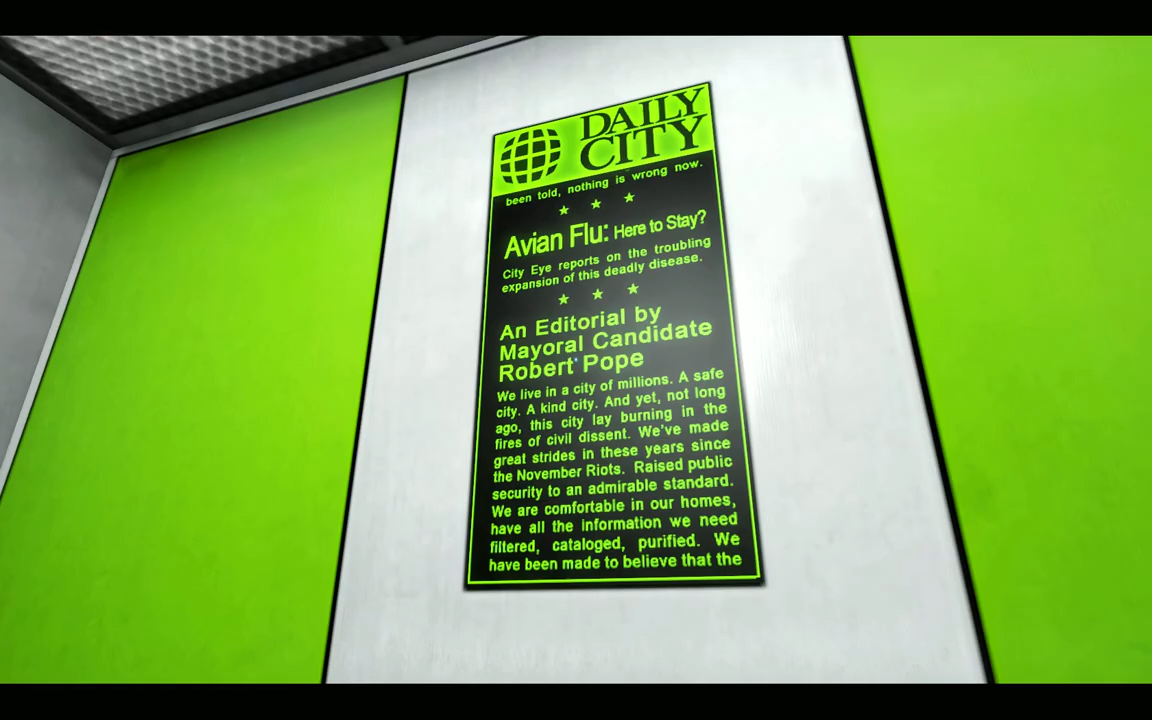 DAILY
CITY
been told, nothing is wrong now.
Avian Flu: Here to Stay?
City Eye reports on the troubling
expansion of this deadly disease.
An Editorial by
Mayoral Candidate
Robert Pope
We live in a city of millions. A safe
city. A kind city. And yet, not long
ago, this city lay burning in the
fires of civil dissent. We've made
great strides in these years since
the November Riots. Raised public
security to an admirable standard.
We are comfortable in our homes,
have all the information we need
filtered, cataloged, purified. We
have been made to believe that the